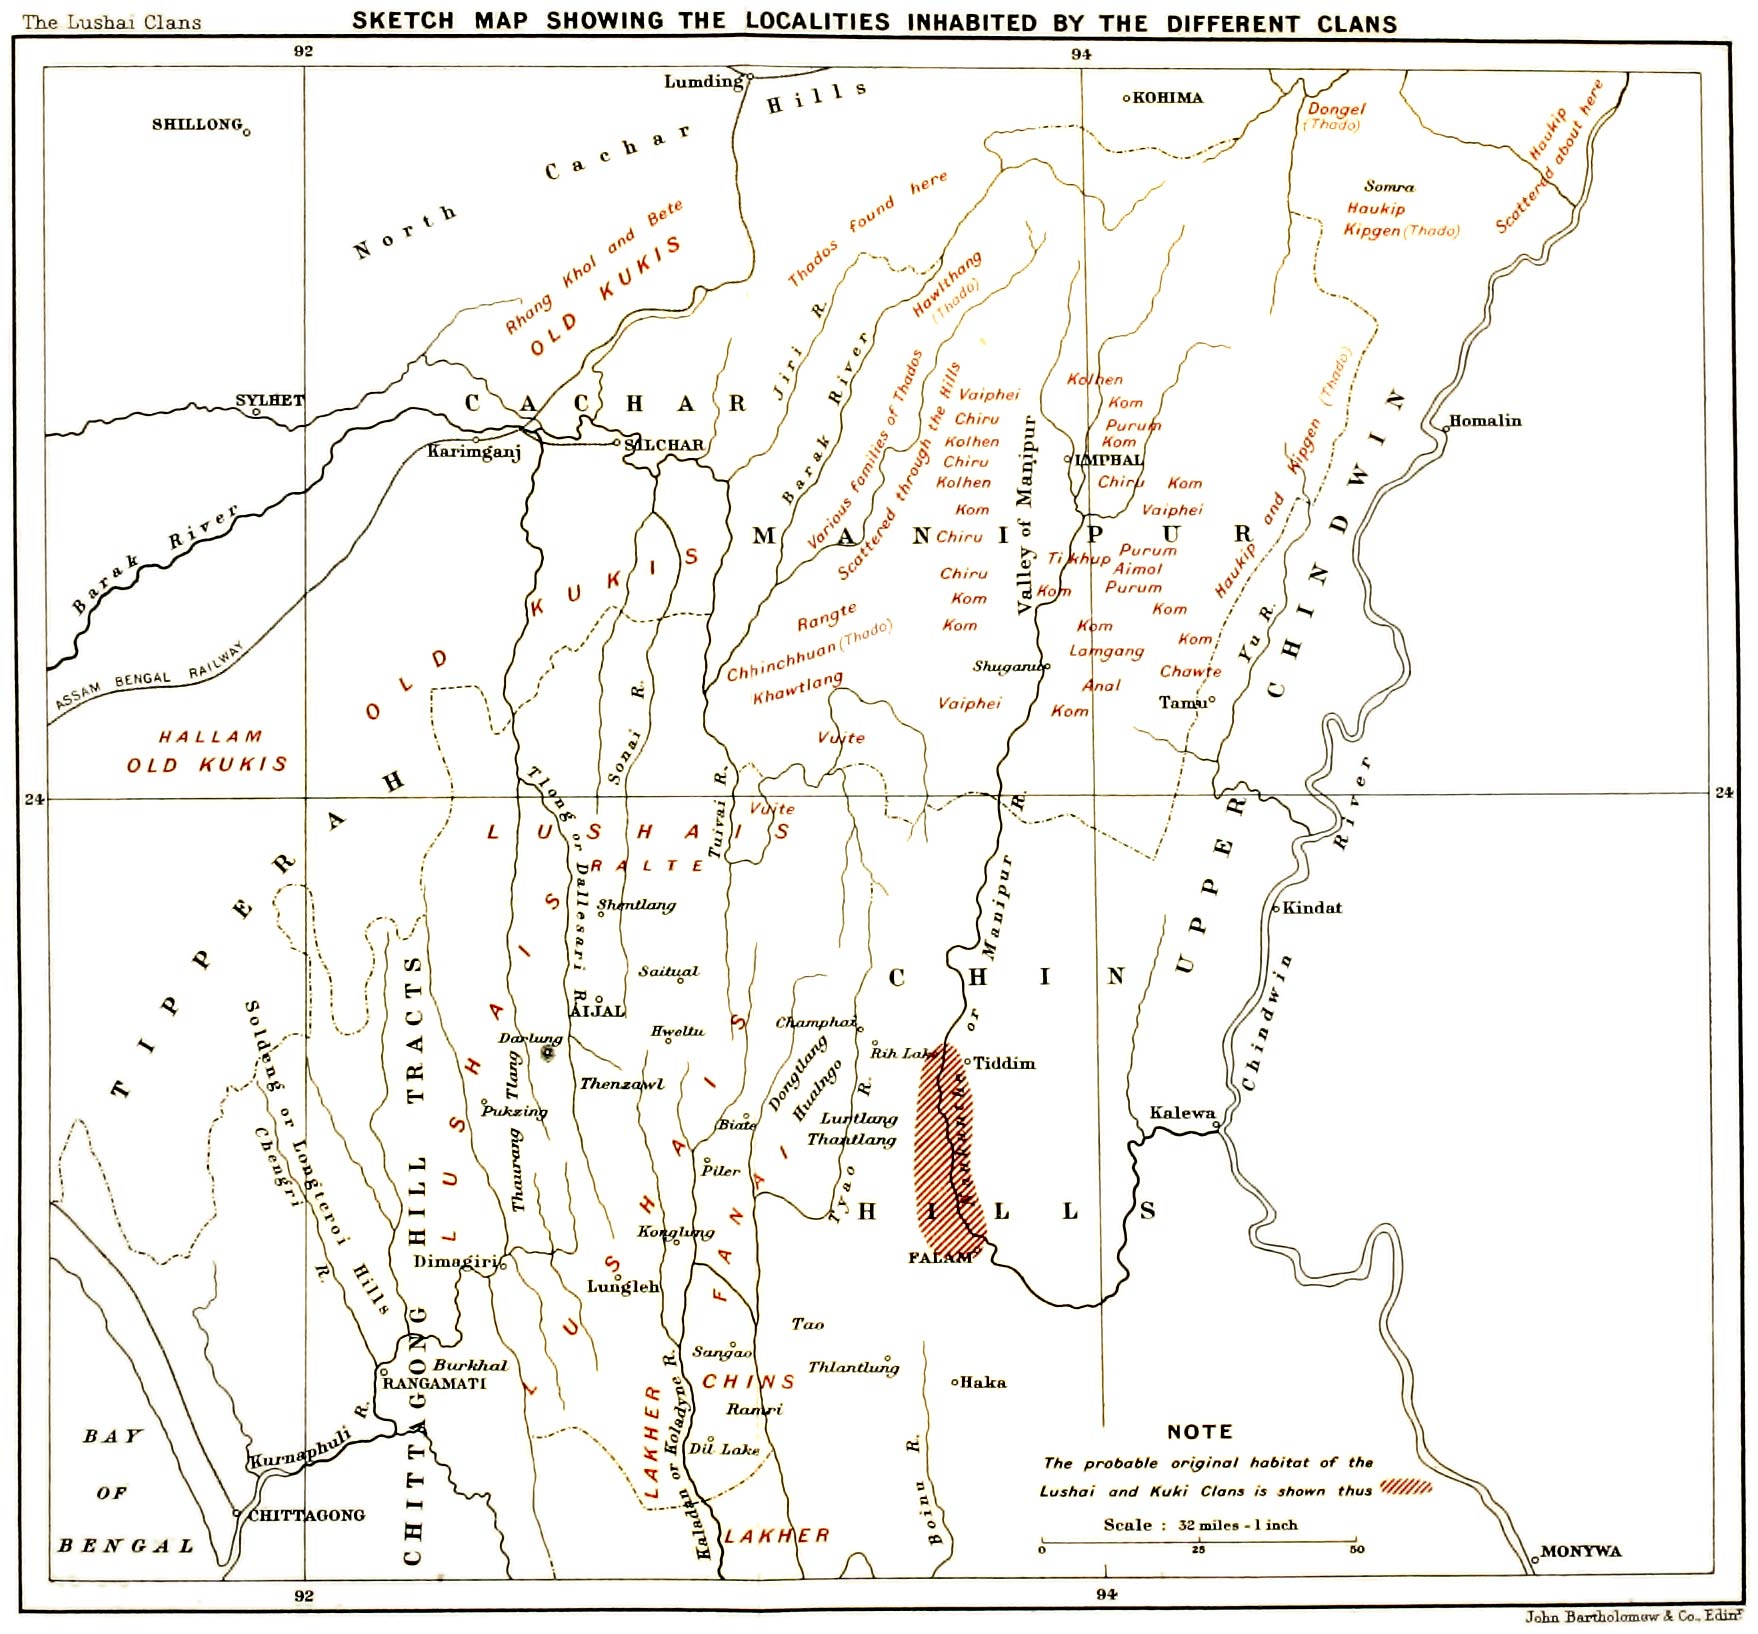 The Lushai Clans
SKETCH MAP SHOWING THE LOCALITIES INHABITED BY THE DIFFERENT CLANS
92
94
Lumding
North Cachar Hills
KOHIMA
SHILLONG
Dongel
(Thado)
Haukip
Scattered about here
Somra
Haukip
Kipgen (Thado)
Thados found here
Rhang Khol and Bete
OLD KUKIS
Hawlthang
(Thado)
Jiri R.
Barak River
Various families of Thados
Scattered through the Hills
SYLHET
CACHAR
Karimganj
SILCHAR
Vaiphei
Chiru
Kolhen
Chiru
Kolhen
Kom
Chiru
Chiru
Kom
Kom
Vaiphei
Valley of Manipur
Kolhen
Kom
Purum
Kom
IMPHAL
Chiru
Kom
Vaiphei
Haukip and Kipgen (Thado)
Homalin
Barak River
ASSAM BENGAL RAILWAY
MANIPUR
Tikhup
Purum
Aimol
Purum
Kom
Kom
Kom
Kom
Lamgang
Chawte
Anal
Kom
Shuganu
Tamu
Yu R.
UPPER CHINDWIN
OLD KUKIS
Rangte
Chhinchhuan (Thado)
Khawtlang
Vuite
HALLAM
OLD KUKIS
Sonai R.
Tlong or Dallesari R.
Tuivai R.
24
24
Vuite
LUSHAIS
RALTE
TIPPERAH
Shentlang
Saitual
AIJAL
Hweltu
Darlung
Thenzawl
Tlang
Pukzing
Thaurang
LUSHAIS
LUSHAIS
FANAI
Champhai
Rih Lake
Dongtlang
Hualngo
Lurtlang
Thantlang
Tyao R.
Biate
Piler
Konglung
Lungleh
Dimagiri
Manipur R.
or
CHIN HILLS
Tiddim
FALAM
Kalewa
Kindat
Chindwin River
Soldeng or Longteroi Hills
Chengri R.
CHITTAGONG HILL TRACTS
Burkhal
RANGAMATI
Kurnaphuli R.
CHITTAGONG
BAY
OF
BENGAL
Tao
Sangao
Thlantlung
CHINS
Ramri
Dil Lake
LAKHER
LAKHER
Kaladan or Koladyne R.
Haka
Boinu R.
NOTE
The probable original habitat of the
Lushai and Kuki Clans is shown thus
Scale : 32 miles - 1 inch
0 25 50
MONYWA
92
94
John Bartholomew & Co., Edinr